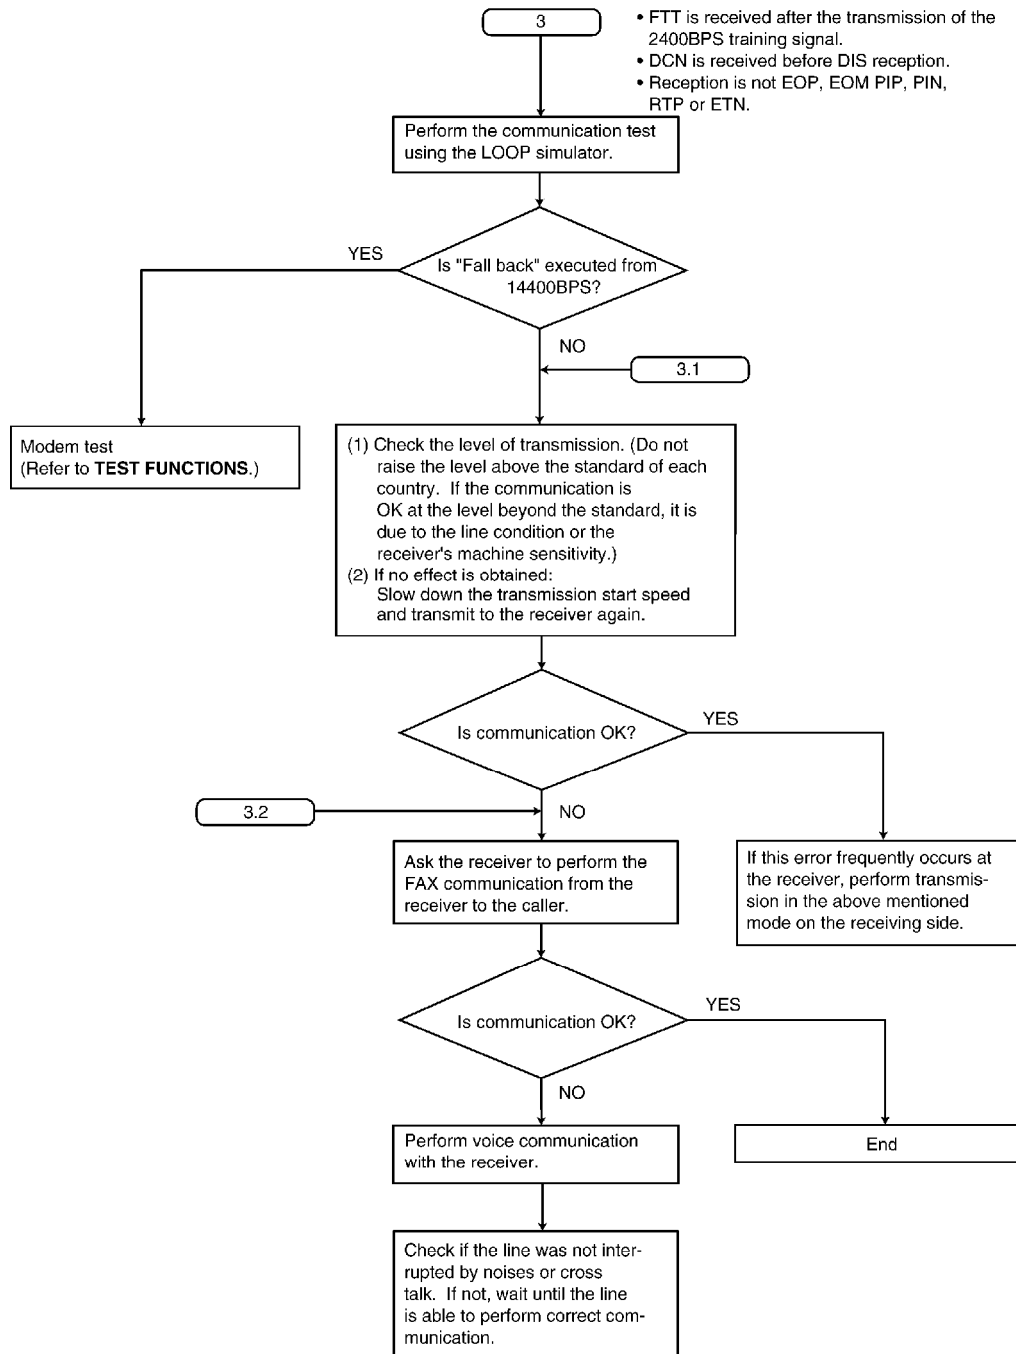 3
• FTT is received after the transmission of the
2400BPS training signal.
• DCN is received before DIS reception.
• Reception is not EOP, EOM PIP, PIN,
RTP or ETN.
Perform the communication test
using the LOOP simulator.
YES
Is "Fall back" executed from
14400BPS?
NO
3.1
Modem test
(Refer to TEST FUNCTIONS.)
(1) Check the level of transmission. (Do not
raise the level above the standard of each
country. If the communication is
OK at the level beyond the standard, it is
due to the line condition or the
receiver's machine sensitivity.)
(2) If no effect is obtained:
Slow down the transmission start speed
and transmit to the receiver again.
Is communication OK?
YES
3.2
NO
Ask the receiver to perform the
FAX communication from the
receiver to the caller.
If this error frequently occurs at
the receiver, perform transmis-
sion in the above mentioned
mode on the receiving side.
Is communication OK?
YES
NO
Perform voice communication
with the receiver.
End
Check if the line was not inter-
rupted by noises or cross
talk. If not, wait until the line
is able to perform correct com-
munication.